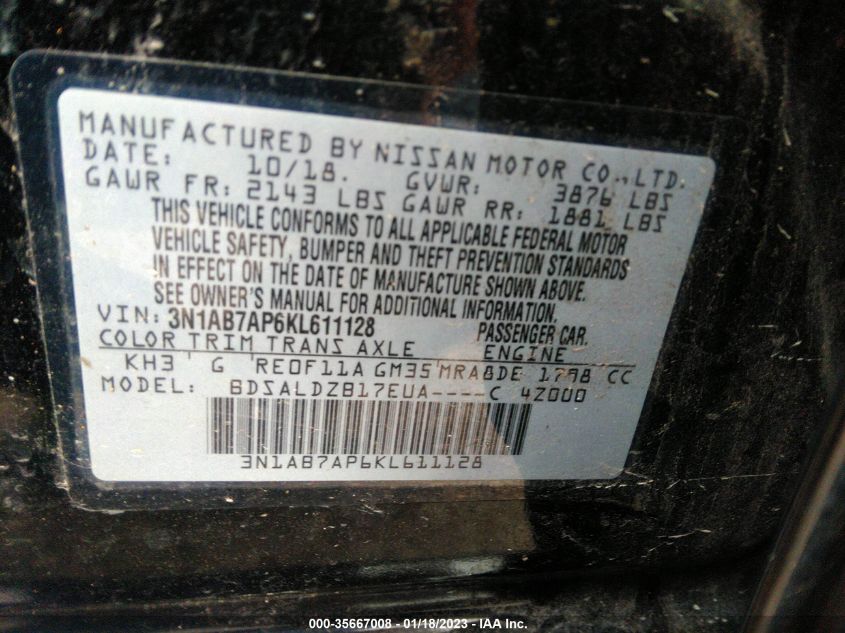 MANUFACTURED BY NISSAN MOTOR CO.,LTD.
DATE: 10/18. GVWR: 3876 LBS
GAWR FR: 2143 LBS GAWR RR: 1881 LBS
THIS VEHICLE CONFORMS TO ALL APPLICABLE FEDERAL MOTOR
VEHICLE SAFETY, BUMPER AND THEFT PREVENTION STANDARDS
IN EFFECT ON THE DATE OF MANUFACTURE SHOWN ABOVE.
SEE OWNER'S MANUAL FOR ADDITIONAL INFORMATION.
VIN: 3N1AB7AP6KL611128 PASSENGER CAR.
COLOR TRIM TRANS AXLE ENGINE
KH3 G RE0F11A GM35 MRA8DE 1798 CC
MODEL: BDSALDZB17EUA----C 4Z000
3N1AB7AP6KL611128
000-35667008 - 01/18/2023 - IAA Inc.